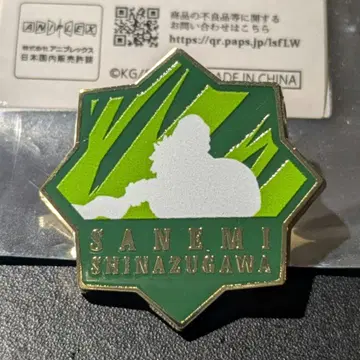 ANIPLEX
株式会社アニプレックス
日本国内販売許諾
商品の不良品等に関する
お問い合わせはこちら
https://qr.paps.jp/IsfLW
©KGA
ADE IN CHINA
SANEMI
SHINAZUGAWA